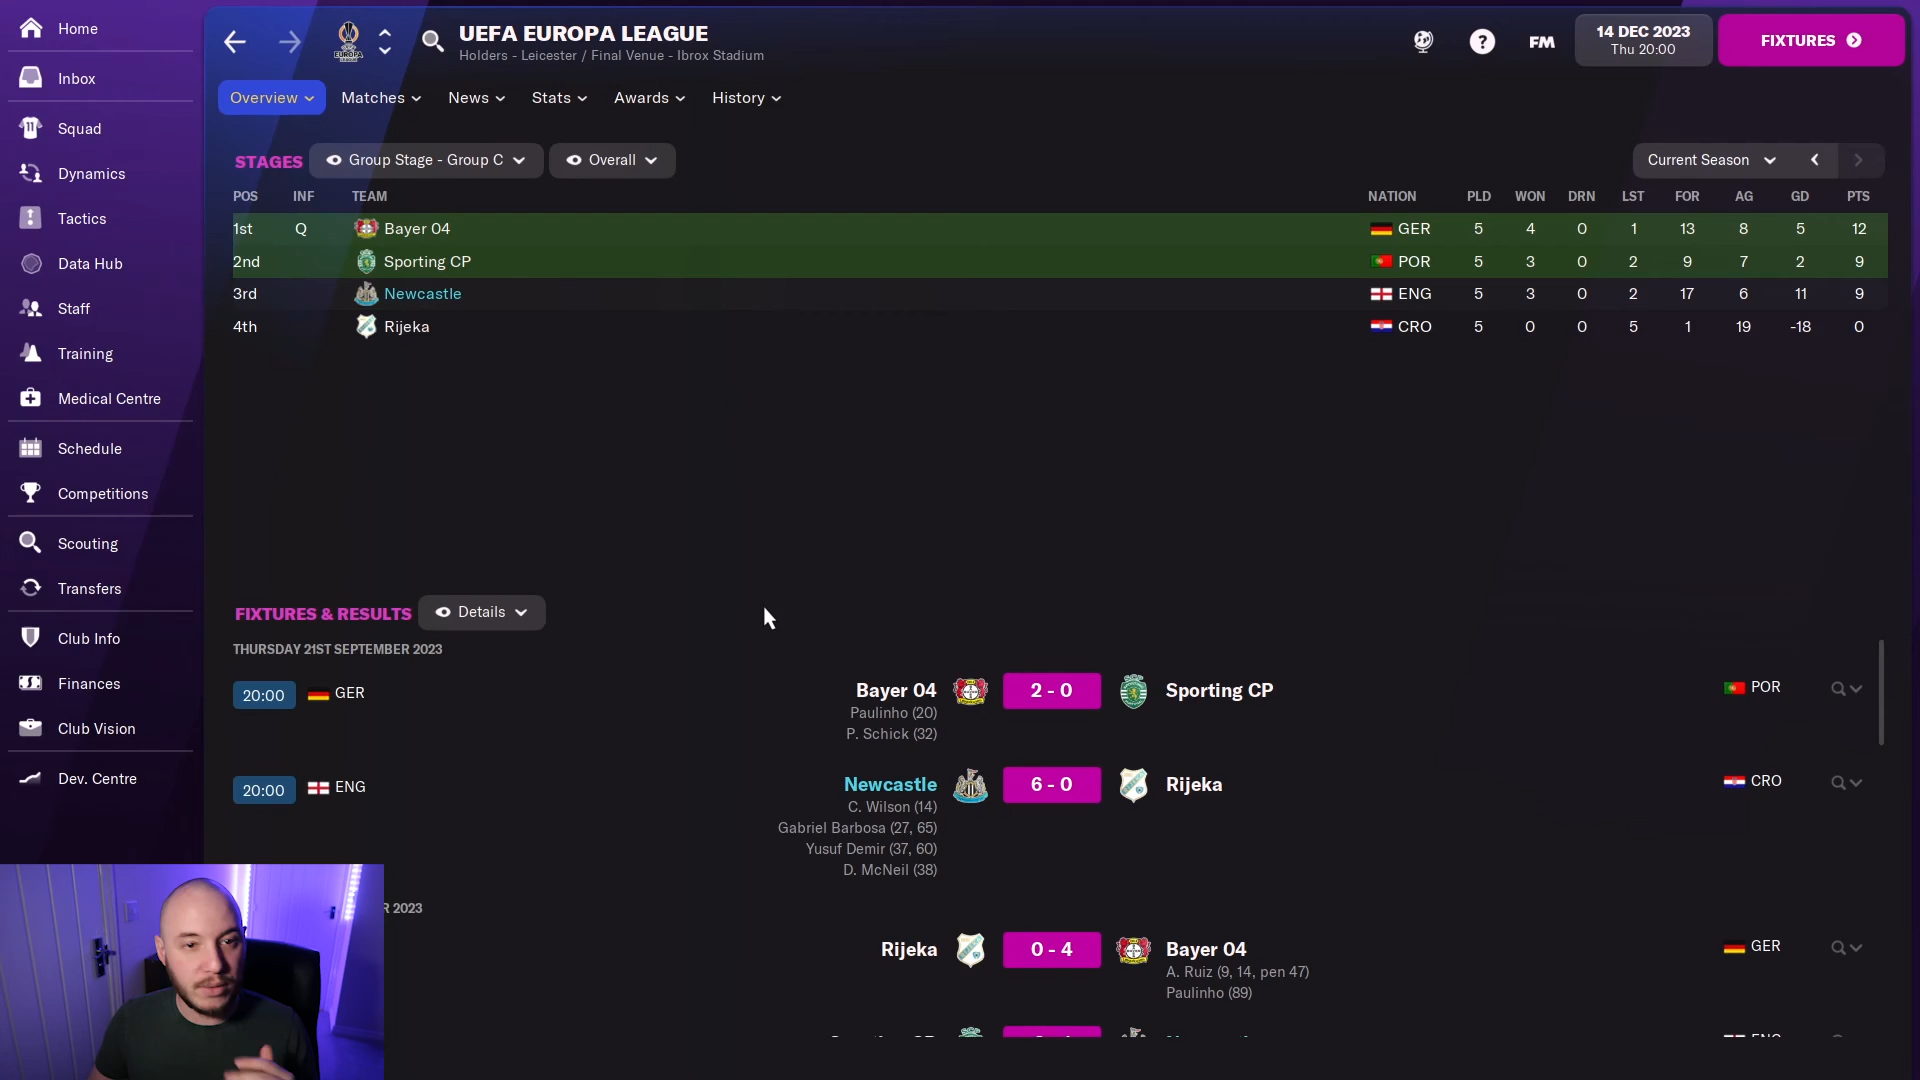 Home
Inbox
Squad
Dynamics
Tactics
Data Hub
Staff
Training
Medical Centre
Schedule
Competitions
Scouting
Transfers
Club Info
Finances
Club Vision
Dev. Centre
UEFA EUROPA LEAGUE
Holders - Leicester / Final Venue - Ibrox Stadium
FM
14 DEC 2023
Thu 20:00
FIXTURES
Overview Matches News Stats Awards History
STAGES Group Stage - Group C Overall Current Season
POS INF TEAM NATION PLD WON DRN LST FOR AG GD PTS
1st Q Bayer 04 GER 5 4 0 1 13 8 5 12
2nd Sporting CP POR 5 3 0 2 9 7 2 9
3rd Newcastle ENG 5 3 0 2 17 6 11 9
4th Rijeka CRO 5 0 0 5 1 19 -18 0
FIXTURES & RESULTS Details
THURSDAY 21ST SEPTEMBER 2023
20:00 GER Bayer 04 2 - 0 Sporting CP POR
Paulinho (20)
P. Schick (32)
20:00 ENG Newcastle 6 - 0 Rijeka CRO
C. Wilson (14)
Gabriel Barbosa (27, 65)
Yusuf Demir (37, 60)
D. McNeil (38)
R 2023
Rijeka 0 - 4 Bayer 04 GER
A. Ruiz (9, 14, pen 47)
Paulinho (89)